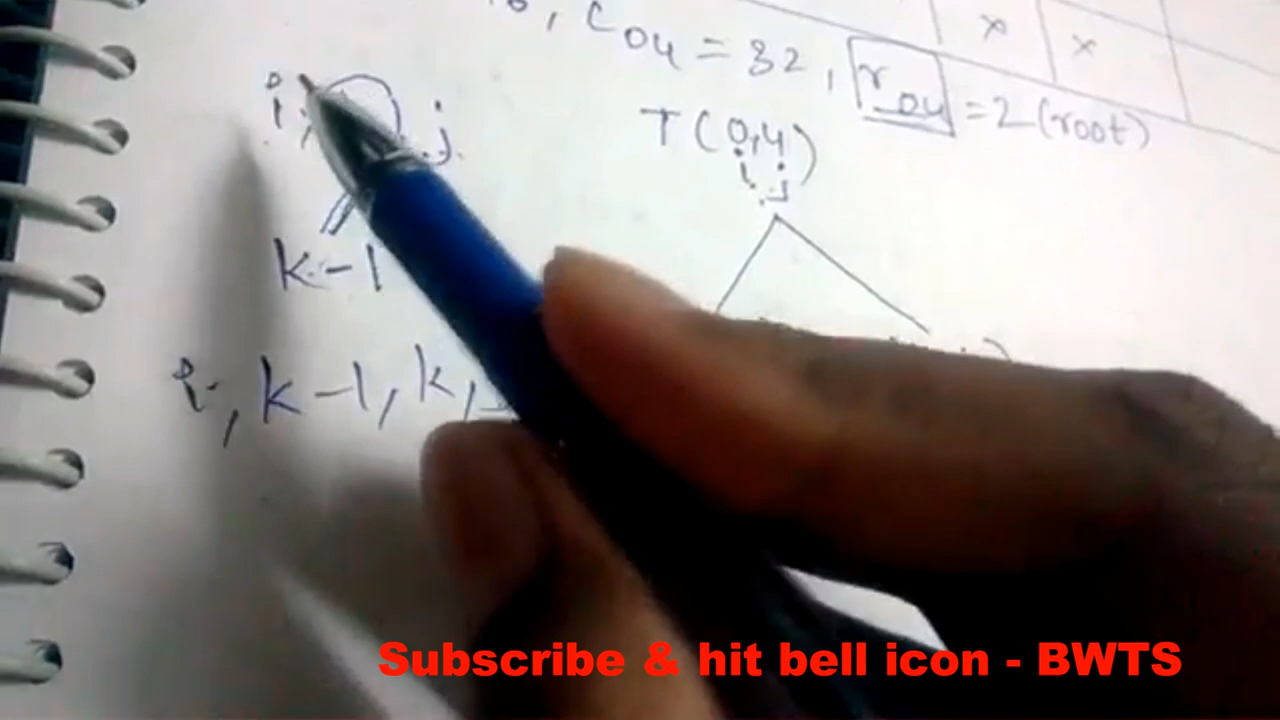 , C04 = 32, r04 = 2 (root)
i, j
T(0,4)
i j
k-1
i, k-1, k,
Subscribe & hit bell icon - BWTS